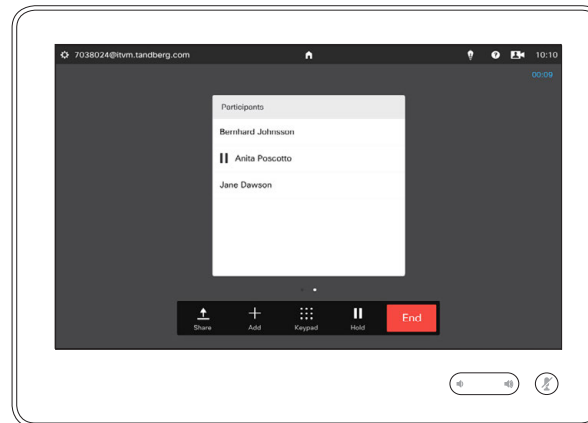 7038024@itvm.tandberg.com
10:10
00:09
Participants
Bernhard Johnsson
Anita Poscotto
Jane Dawson
Share
Add
Keypad
Hold
End